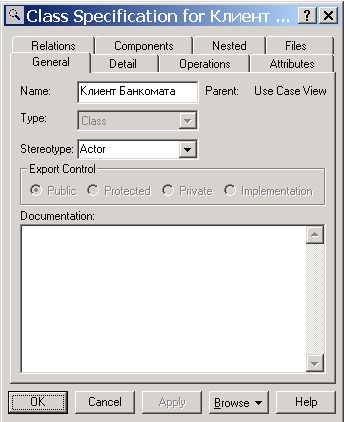 Class Specification for Клиент ...
Relations Components Nested Files
General Detail Operations Attributes
Name: Клиент Банкомата Parent: Use Case View
Type: Class
Stereotype: Actor
Export Control
Public Protected Private Implementation
Documentation:
OK Cancel Apply Browse Help